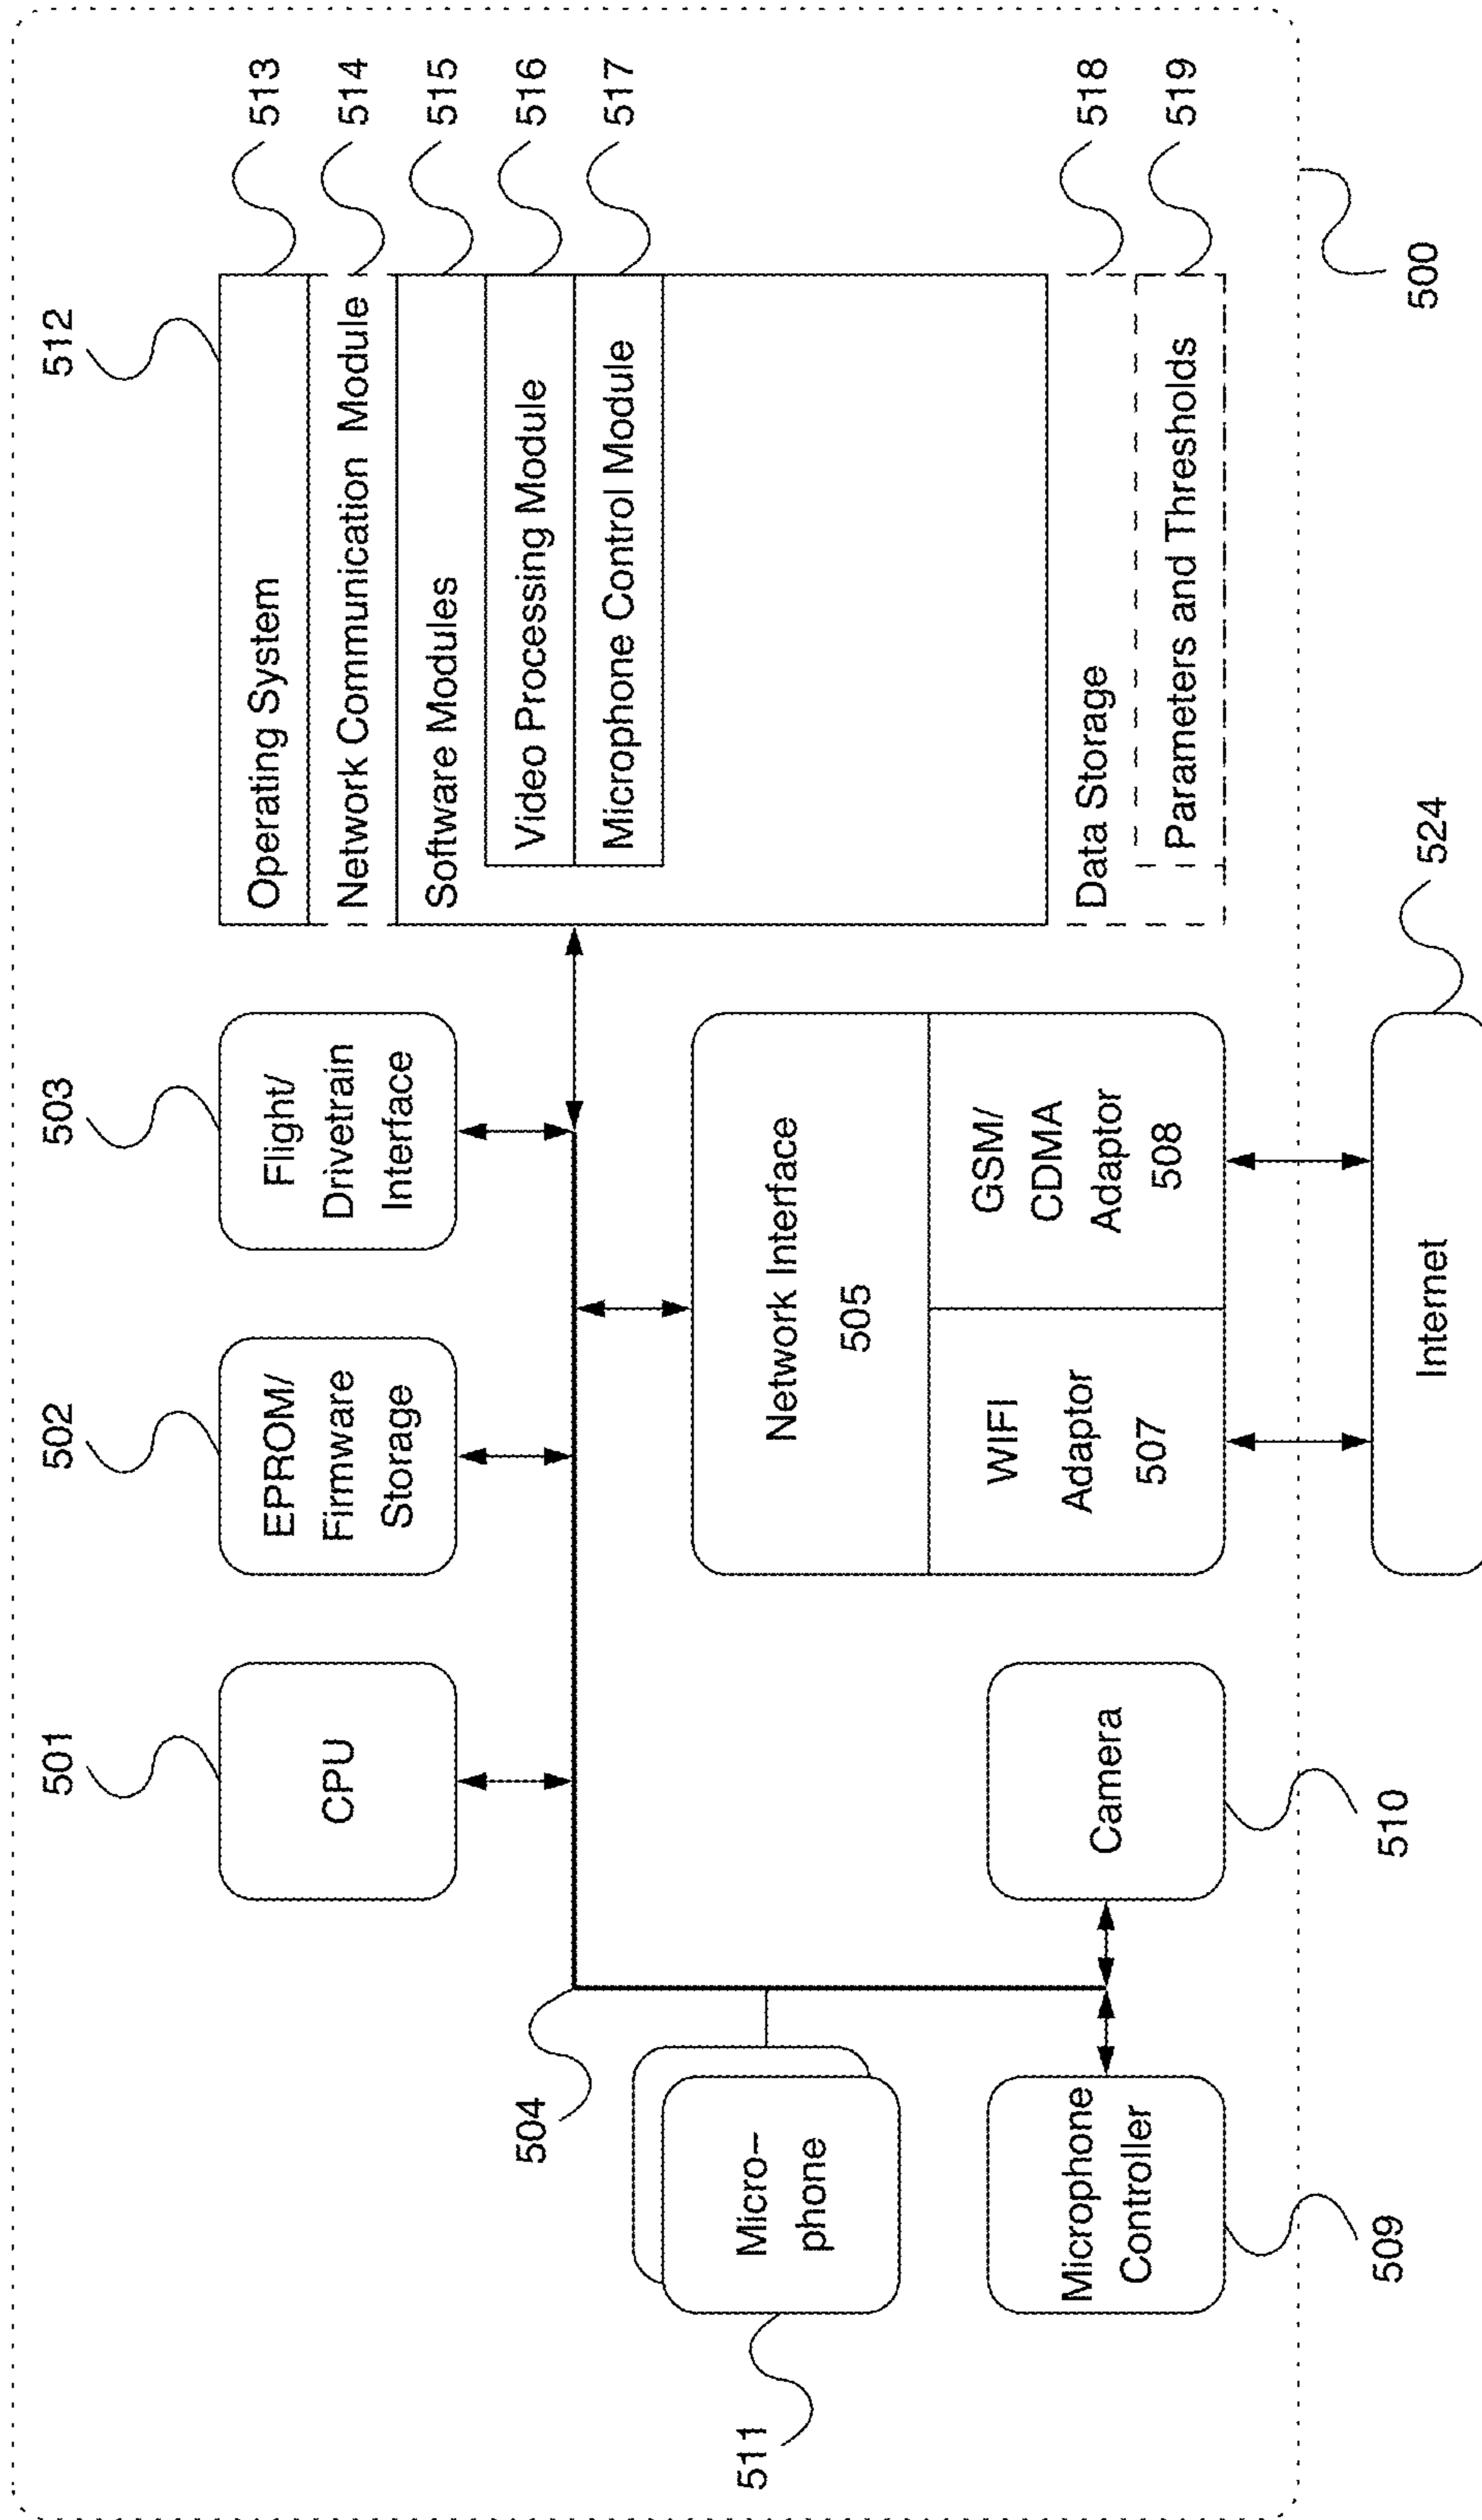 501
502
503
512
CPU
EPROM/
Firmware
Storage
Flight/
Drivetrain
Interface
Operating System
513
Network Communication Module
514
Software Modules
515
Video Processing Module
516
Microphone Control Module
517
504
511
Micro–
phone
Network Interface
505
WIFI
Adaptor
507
GSM/
CDMA
Adaptor
508
Microphone
Controller
Camera
Data Storage
518
Parameters and Thresholds
519
509
510
Internet
524
500